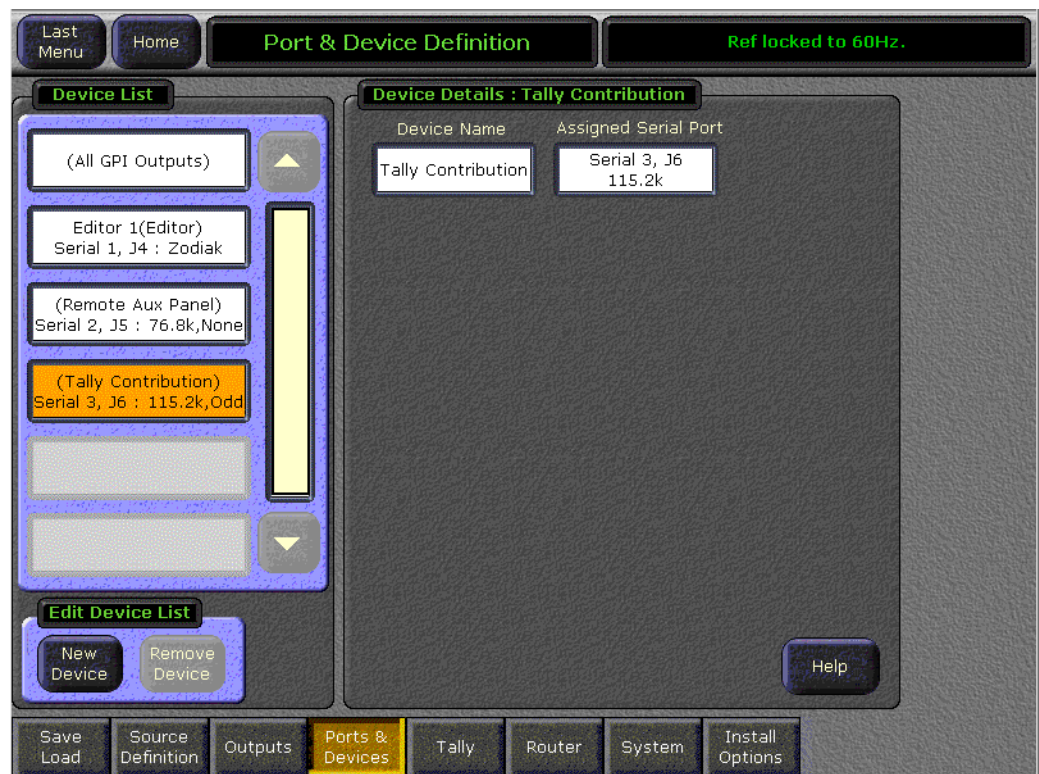 Last
Menu
Home
Port & Device Definition
Ref locked to 60Hz.
Device List
(All GPI Outputs)
Editor 1(Editor)
Serial 1, J4 : Zodiak
(Remote Aux Panel)
Serial 2, J5 : 76.8k,None
(Tally Contribution)
Serial 3, J6 : 115.2k,Odd
Edit Device List
New
Device
Remove
Device
Device Details : Tally Contribution
Device Name
Assigned Serial Port
Tally Contribution
Serial 3, J6
115.2k
Help
Save
Load
Source
Definition
Outputs
Ports &
Devices
Tally
Router
System
Install
Options